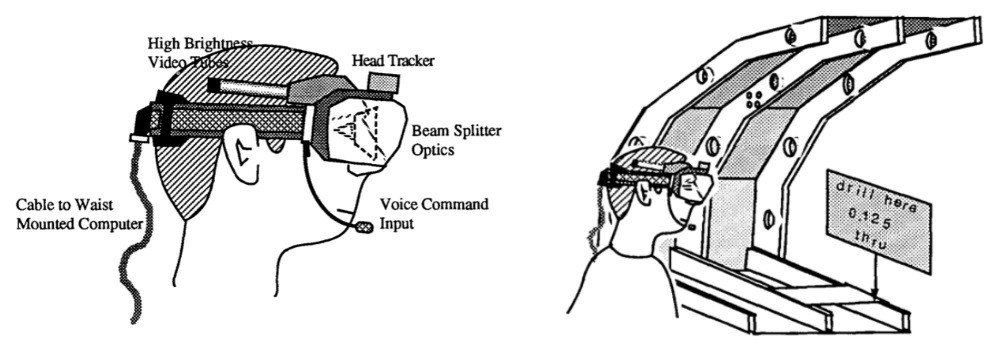 High Brightness
Video Tubes
Head Tracker
Beam Splitter
Optics
Cable to Waist
Mounted Computer
Voice Command
Input
drill here
0.125
thru